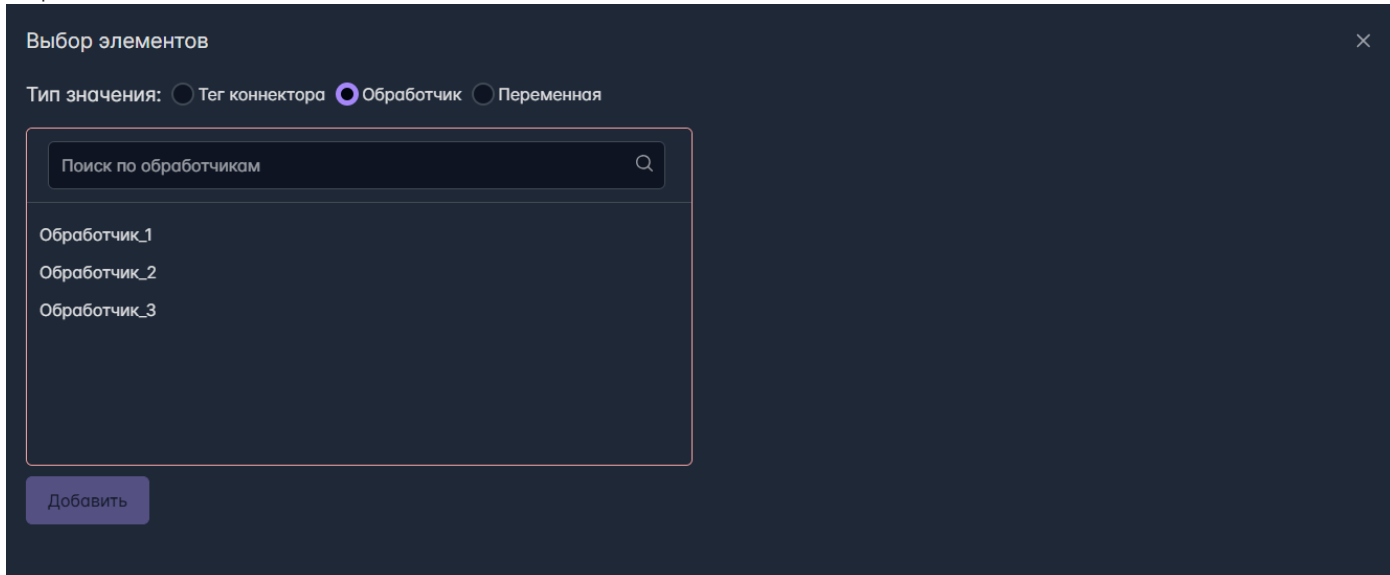 Выбор элементов
Тип значения: Тег коннектора Обработчик Переменная
Поиск по обработчикам
Обработчик_1
Обработчик_2
Обработчик_3
Добавить